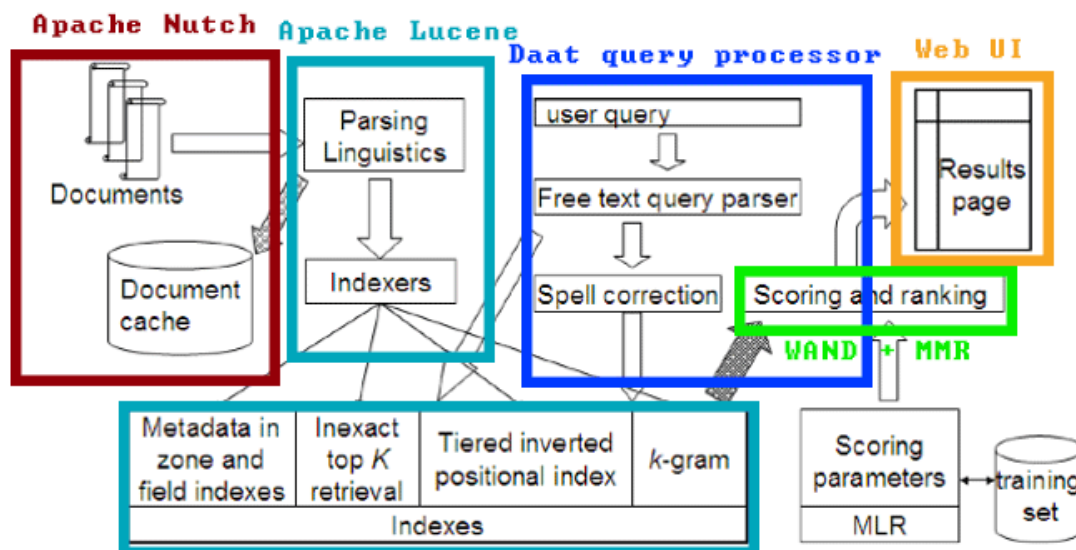 Apache Nutch
Apache Lucene
Daat query processor
Web UI
Documents
Document
cache
Parsing
Linguistics
Indexers
user query
Free text query parser
Spell correction
Scoring and ranking
WAND + MMR
Results
page
Metadata in
zone and
field indexes
Inexact
top K
retrieval
Tiered inverted
positional index
k-gram
Indexes
Scoring
parameters
MLR
training
set